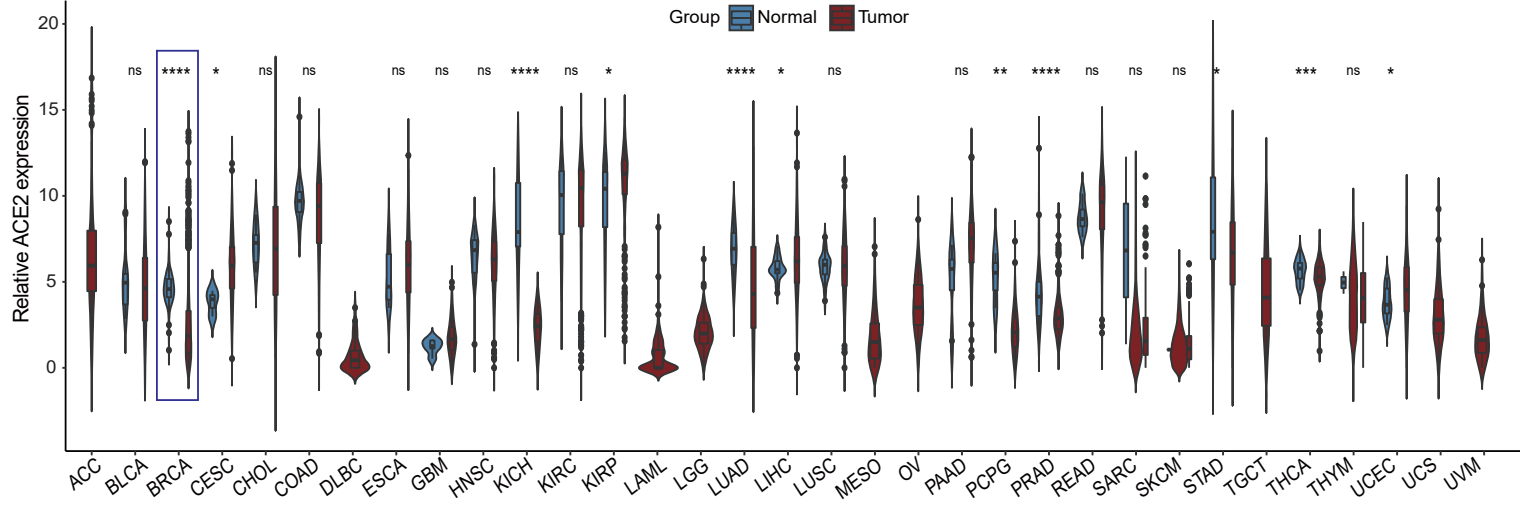 Group Normal Tumor
Relative ACE2 expression
20
15
10
5
0
ns **** * ns ns ns ns ns **** ns * **** * ns ns ** **** ns ns ns * *** ns *
ACC BLCA BRCA CESC CHOL COAD DLBC ESCA GBM HNSC KICH KIRC KIRP LAML LGG LUAD LIHC LUSC MESO OV PAAD PCPG PRAD READ SARC SKCM STAD TGCT THCA THYM UCEC UCS UVM